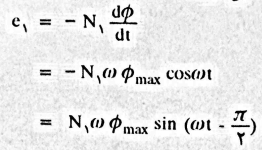 e₁ = - N₁ dϕ/dt
= - N₁ω ϕmax cosωt
= N₁ω ϕmax sin (ωt - π/۲)